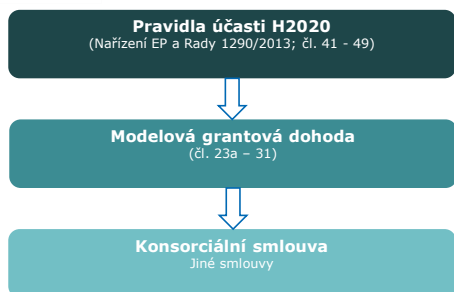 Pravidla účasti H2020
(Nařízení EP a Rady 1290/2013; čl. 41 - 49)
Modelová grantová dohoda
(čl. 23a – 31)
Konsorciální smlouva
Jiné smlouvy